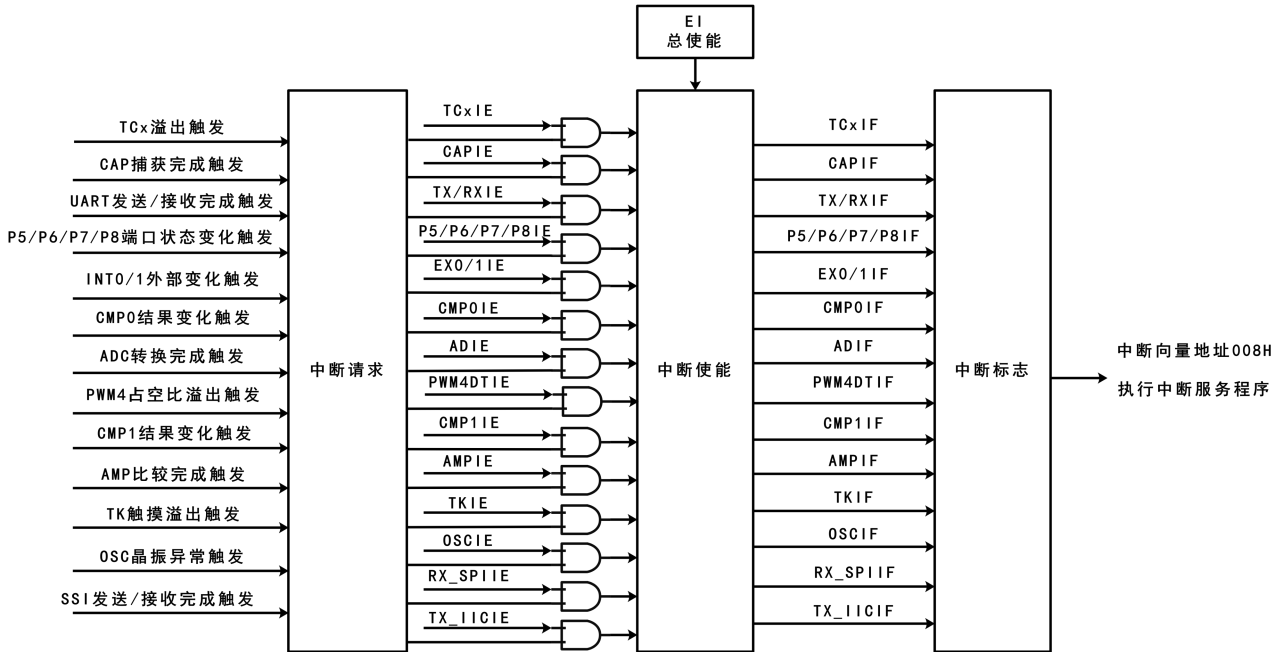 EI
总使能
TCx溢出触发
CAP捕获完成触发
UART发送/接收完成触发
P5/P6/P7/P8端口状态变化触发
INT0/1外部变化触发
CMP0结果变化触发
ADC转换完成触发
PWM4占空比溢出触发
CMP1结果变化触发
AMP比较完成触发
TK触摸溢出触发
OSC晶振异常触发
SSI发送/接收完成触发
中断请求
TCxIE
CAPIE
TX/RXIE
P5/P6/P7/P8IE
EX0/1IE
CMP0IE
ADIE
PWM4DTIE
CMP1IE
AMPIE
TKIE
OSCIE
RX_SPIIE
TX_IICIE
中断使能
TCxIF
CAPIF
TX/RXIF
P5/P6/P7/P8IF
EX0/1IF
CMP0IF
ADIF
PWM4DTIF
CMP1IF
AMPIF
TKIF
OSCIF
RX_SPIIF
TX_IICIF
中断标志
中断向量地址008H
执行中断服务程序